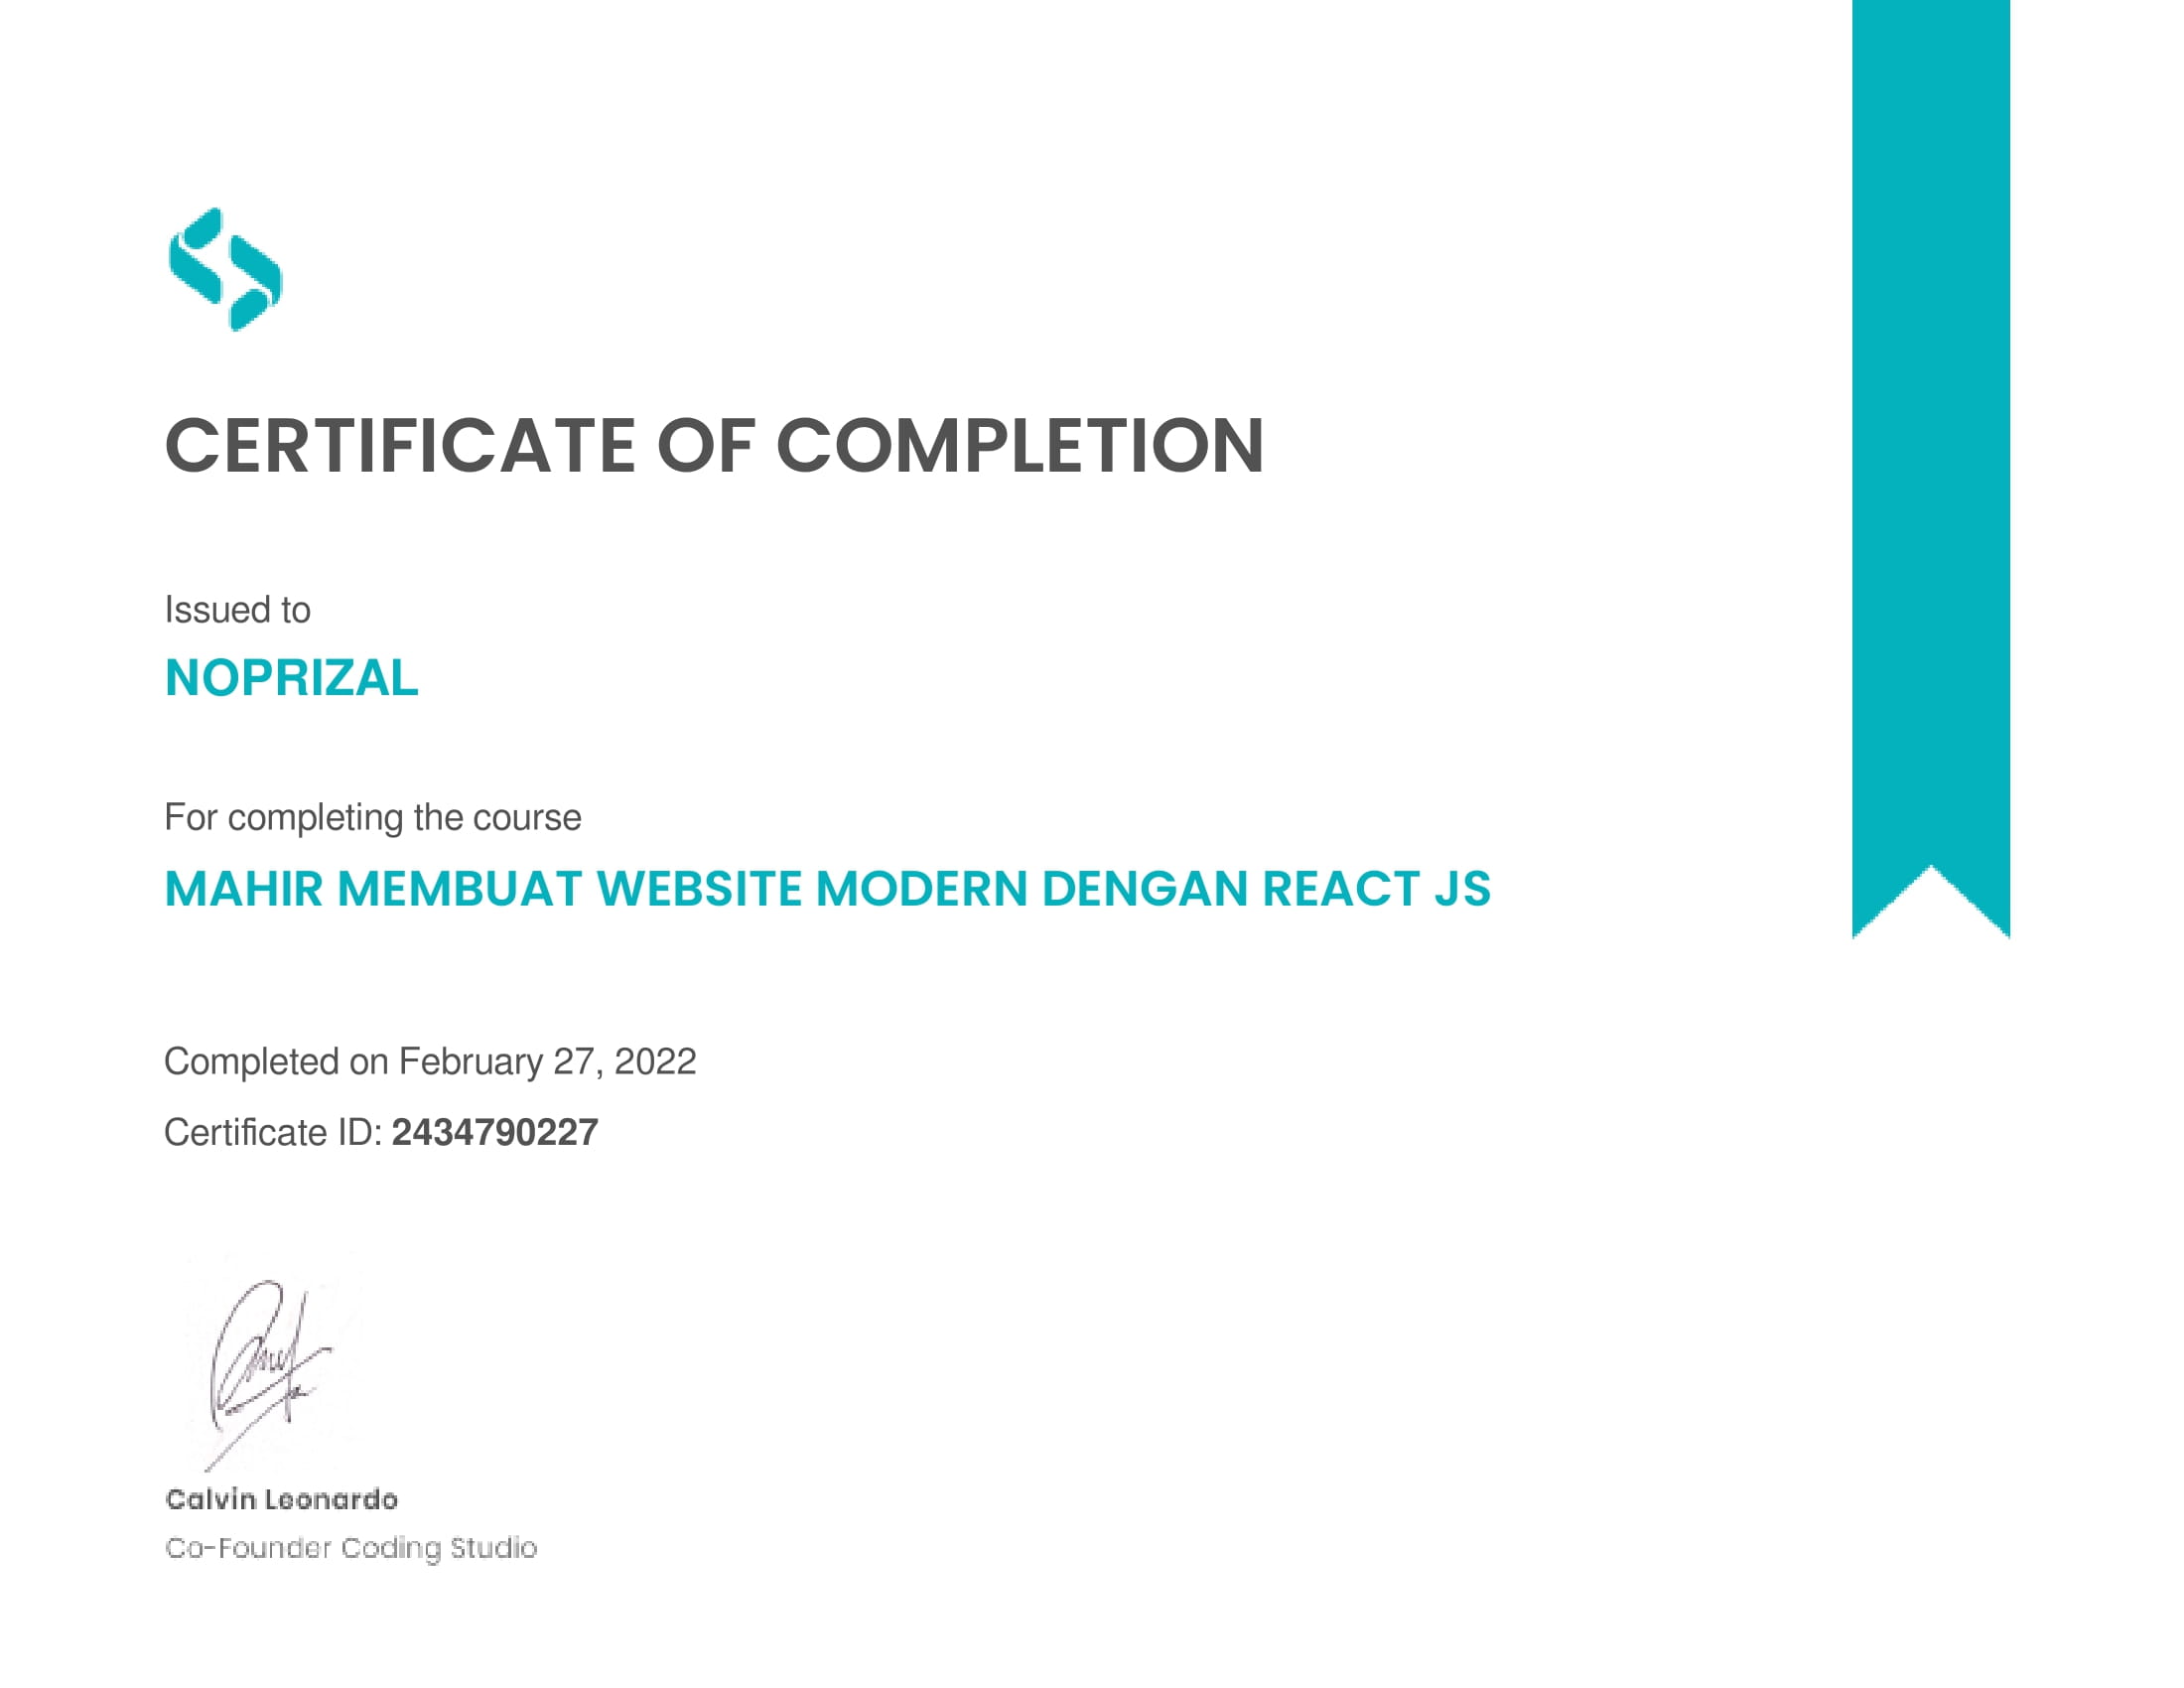 CERTIFICATE OF COMPLETION
Issued to
NOPRIZAL
For completing the course
MAHIR MEMBUAT WEBSITE MODERN DENGAN REACT JS
Completed on February 27, 2022
Certificate ID: 2434790227
Calvin Leonardo
Co-Founder Coding Studio